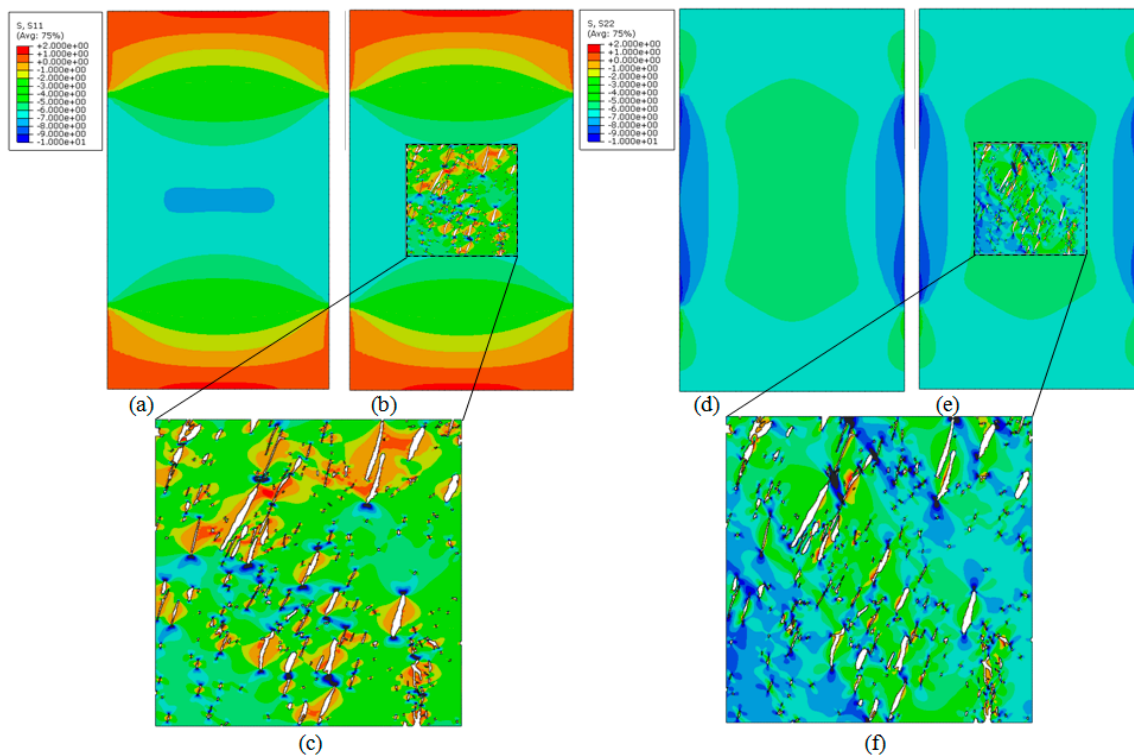 S, S11
(Avg: 75%)
+2.000e+00
+1.000e+00
+0.000e+00
-1.000e+00
-2.000e+00
-3.000e+00
-4.000e+00
-5.000e+00
-6.000e+00
-7.000e+00
-8.000e+00
-9.000e+00
-1.000e+01
S, S22
(Avg: 75%)
+2.000e+00
+1.000e+00
+0.000e+00
-1.000e+00
-2.000e+00
-3.000e+00
-4.000e+00
-5.000e+00
-6.000e+00
-7.000e+00
-8.000e+00
-9.000e+00
-1.000e+01
(a)
(b)
(d)
(e)
(c)
(f)